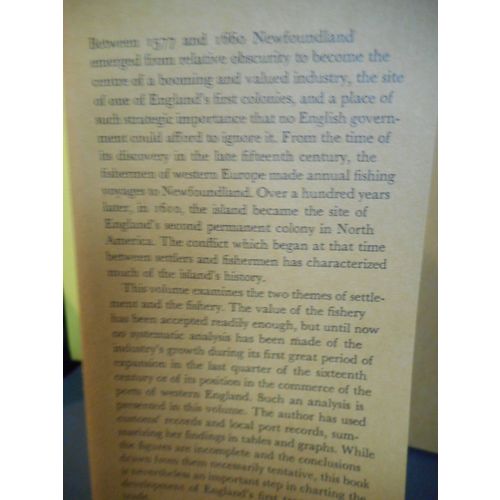 Between 1577 and 1660 Newfoundland
emerged from relative obscurity to become the
centre of a booming and valued industry, the site
of one of England's first colonies, and a place of
such strategic importance that no English govern-
ment could afford to ignore it. From the time of
its discovery in the late fifteenth century, the
fishermen of western Europe made annual fishing
voyages to Newfoundland. Over a hundred years
later, in 1610, the island became the site of
England's second permanent colony in North
America. The conflict which began at that time
between settlers and fishermen has characterized
much of the island's history.
This volume examines the two themes of settle-
ment and the fishery. The value of the fishery
has been accepted readily enough, but until now
no systematic analysis has been made of the
industry's growth during its first great period of
expansion in the last quarter of the sixteenth
century or of its position in the commerce of the
ports of western England. Such an analysis is
presented in this volume. The author has used
customs' records and local port records, sum-
marizing her findings in tables and graphs. While
the figures are incomplete and the conclusions
drawn from them necessarily tentative, this book
is nevertheless an important step in charting the
development of England's first